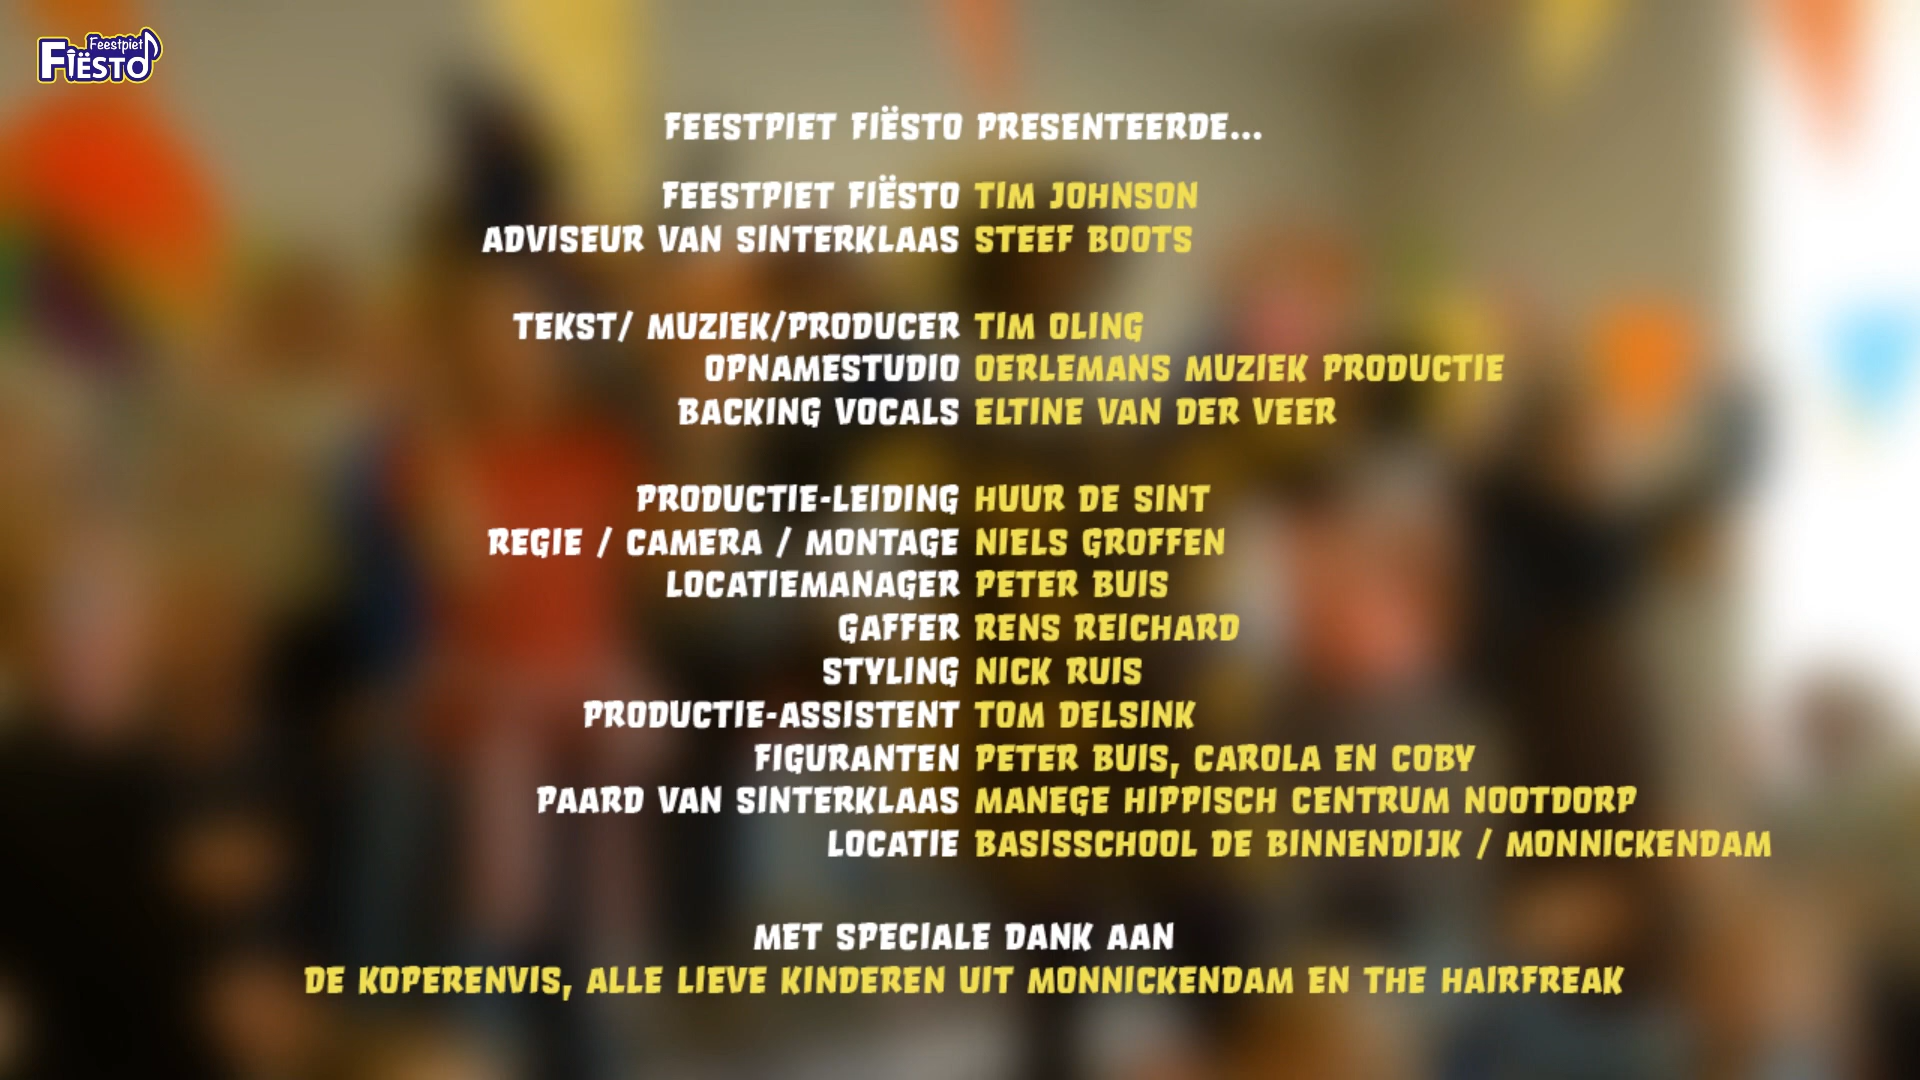 Feestpiet
FIËSTO
FEESTPIET FIËSTO PRESENTEERDE...
FEESTPIET FIËSTO TIM JOHNSON
ADVISEUR VAN SINTERKLAAS STEEF BOOTS
TEKST/ MUZIEK/PRODUCER TIM OLING
OPNAMESTUDIO OERLEMANS MUZIEK PRODUCTIE
BACKING VOCALS ELTINE VAN DER VEER
PRODUCTIE-LEIDING HUUR DE SINT
REGIE / CAMERA / MONTAGE NIELS GROFFEN
LOCATIEMANAGER PETER BUIS
GAFFER RENS REICHARD
STYLING NICK RUIS
PRODUCTIE-ASSISTENT TOM DELSINK
FIGURANTEN PETER BUIS, CAROLA EN COBY
PAARD VAN SINTERKLAAS MANEGE HIPPISCH CENTRUM NOOTDORP
LOCATIE BASISSCHOOL DE BINNENDIJK / MONNICKENDAM
MET SPECIALE DANK AAN
DE KOPERENVIS, ALLE LIEVE KINDEREN UIT MONNICKENDAM EN THE HAIRFREAK